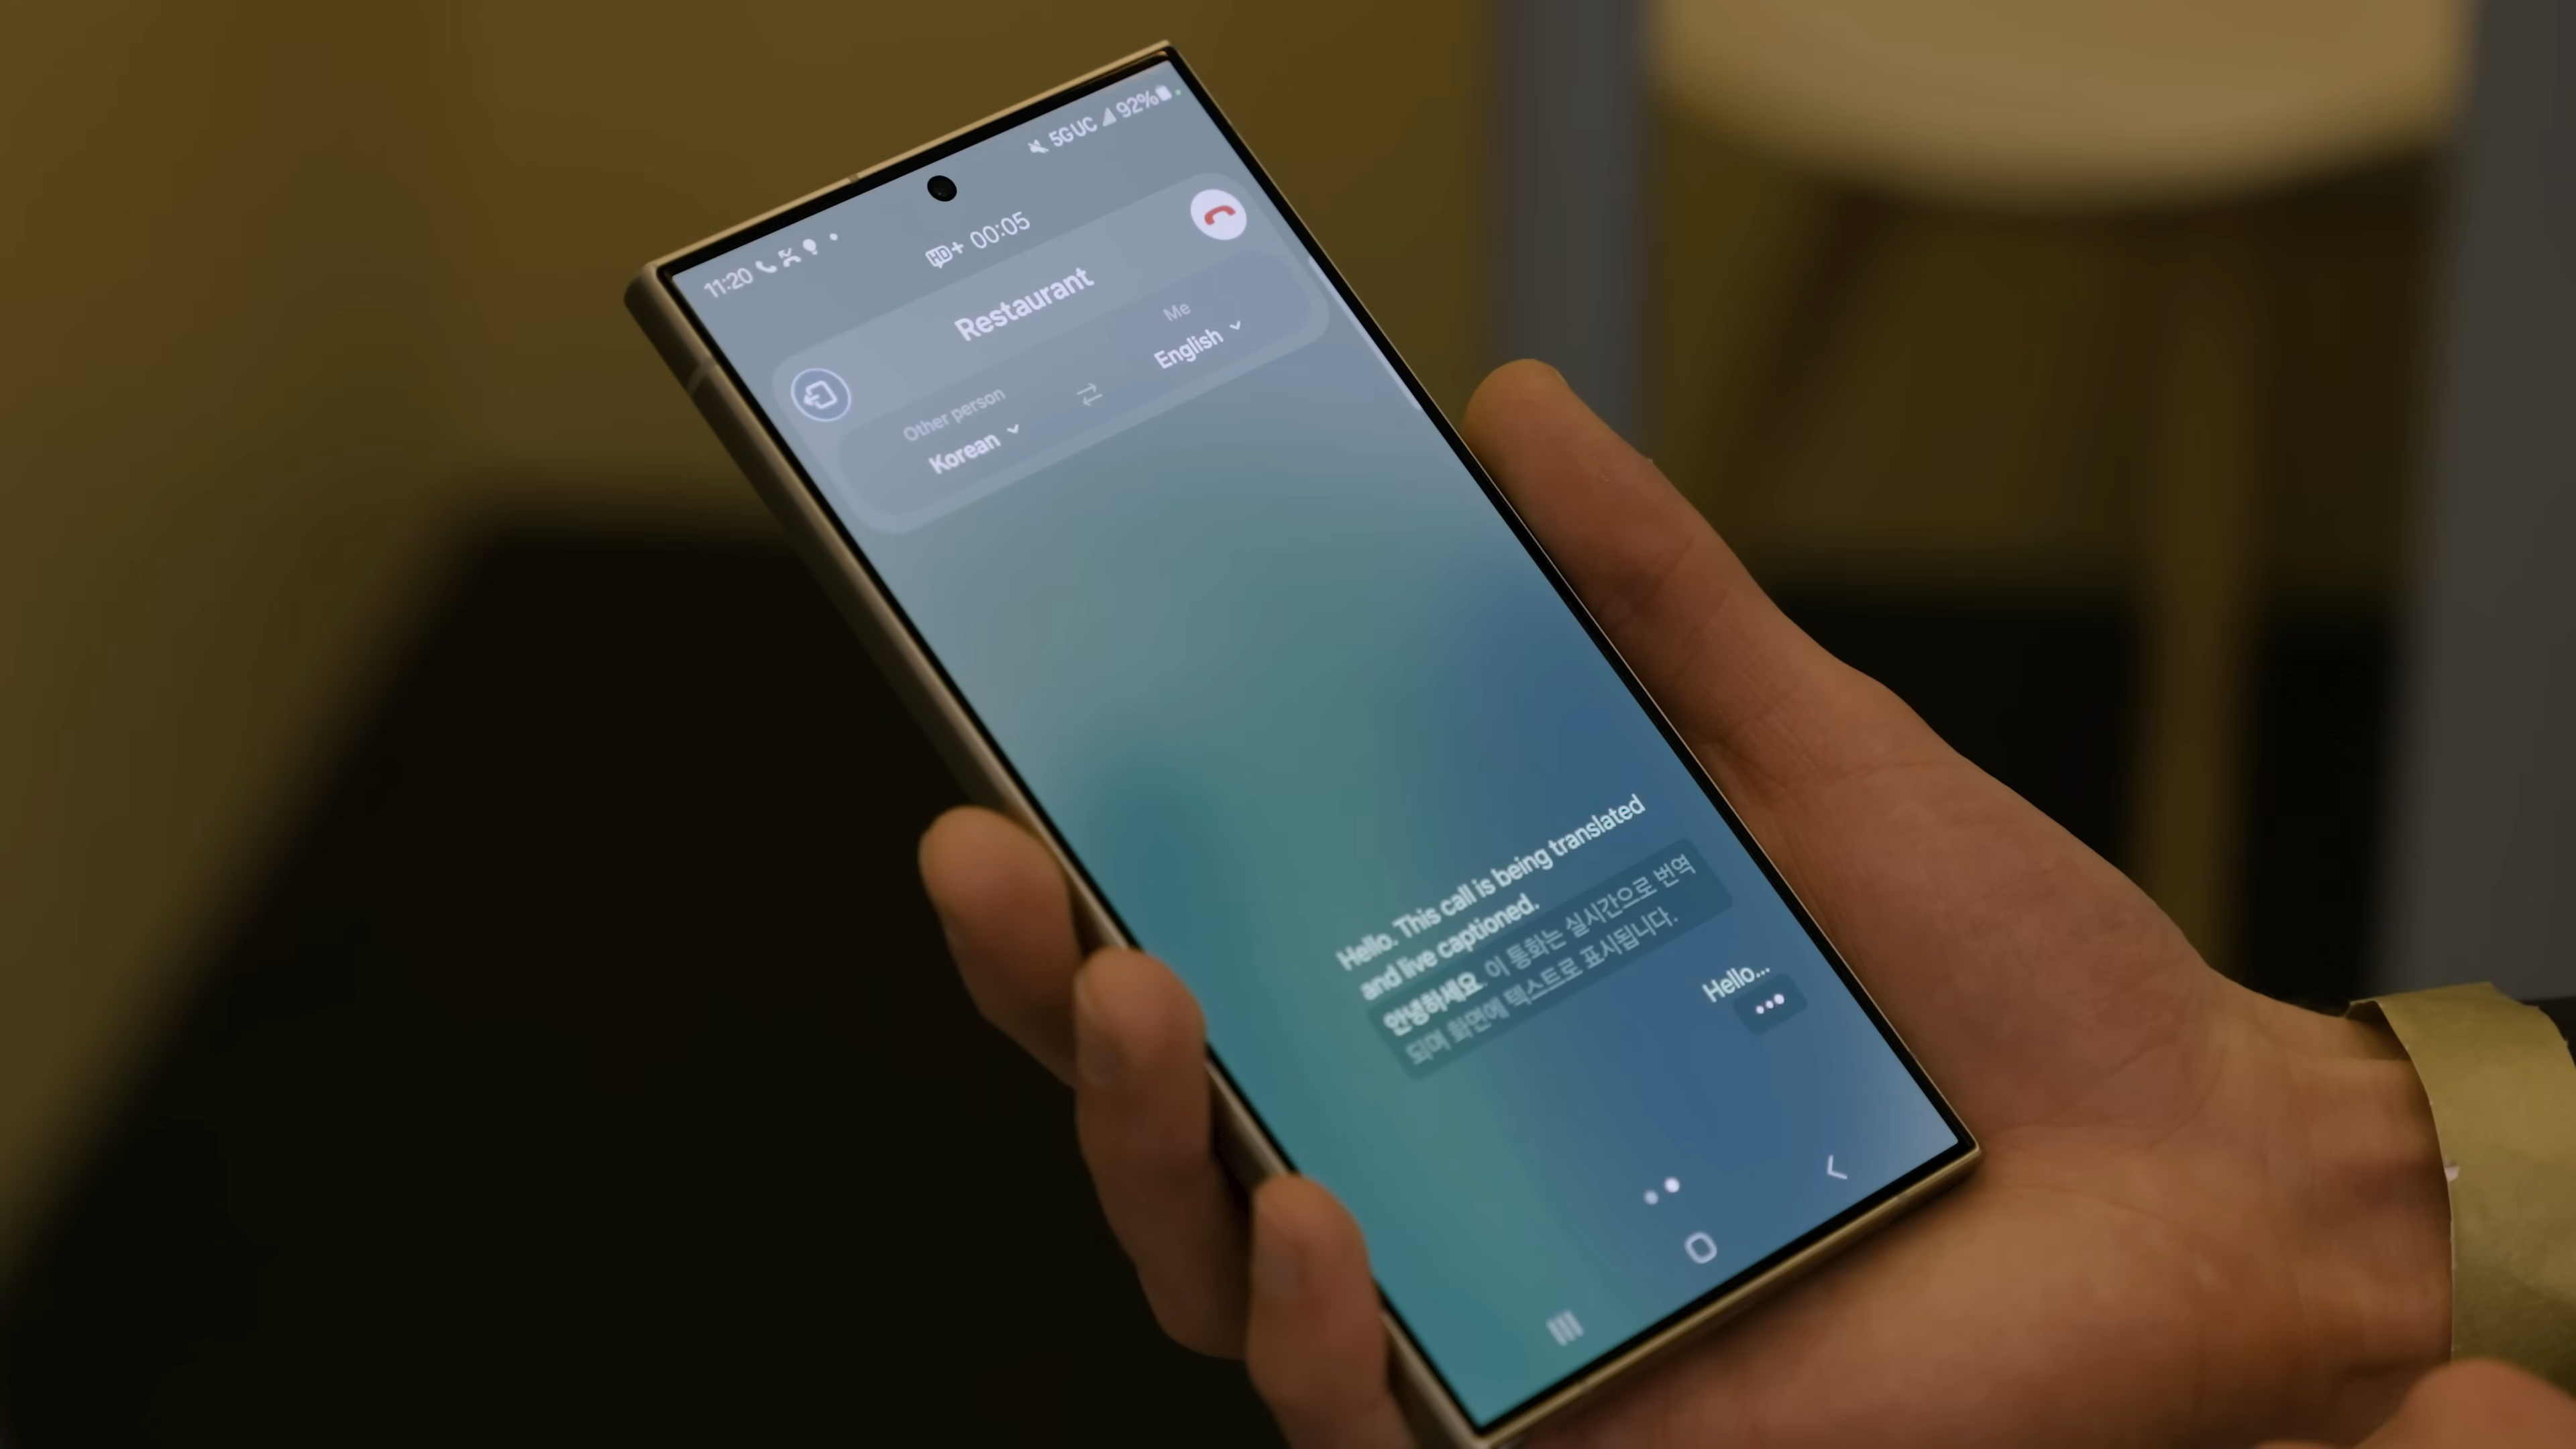 11:20
5G UC 92%
HD+ 00:05
Restaurant
Other person
Me
Korean
English
Hello. This call is being translated
and live captioned.
안녕하세요. 이 통화는 실시간으로 번역
되며 화면에 텍스트로 표시됩니다.
Hello...